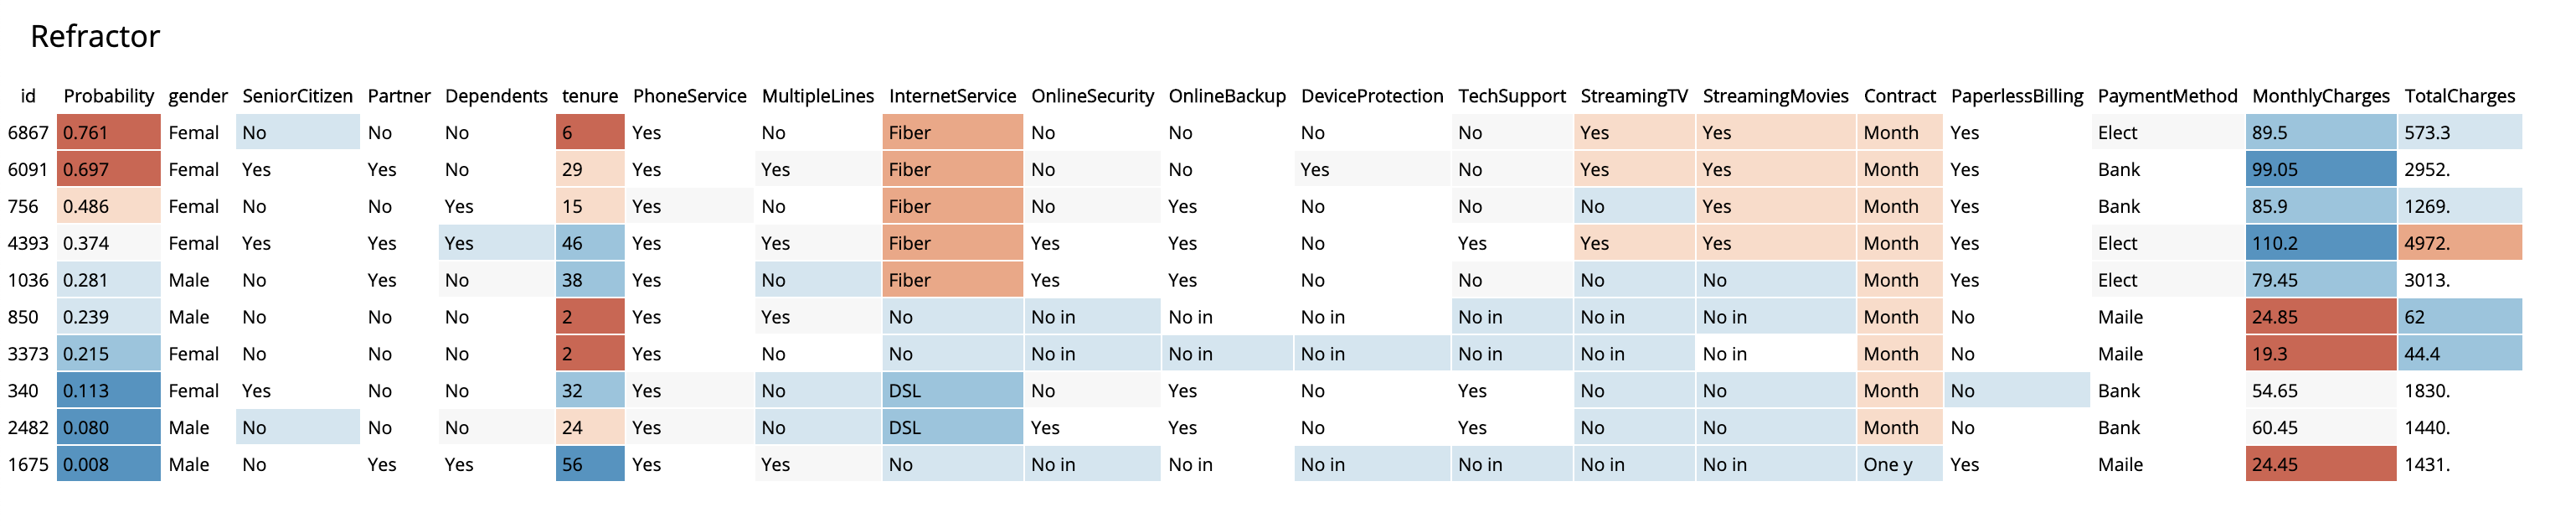 Refractor
id Probability gender SeniorCitizen Partner Dependents tenure PhoneService MultipleLines InternetService OnlineSecurity OnlineBackup DeviceProtection TechSupport StreamingTV StreamingMovies Contract PaperlessBilling PaymentMethod MonthlyCharges TotalCharges
6867 0.761 Femal No No No 6 Yes No Fiber No No No No Yes Yes Month Yes Elect 89.5 573.3
6091 0.697 Femal Yes Yes No 29 Yes Yes Fiber No No Yes No Yes Yes Month Yes Bank 99.05 2952.
756 0.486 Femal No No Yes 15 Yes No Fiber No Yes No No No Yes Month Yes Bank 85.9 1269.
4393 0.374 Femal Yes Yes Yes 46 Yes Yes Fiber Yes Yes No Yes Yes Yes Month Yes Elect 110.2 4972.
1036 0.281 Male No Yes No 38 Yes No Fiber Yes Yes No No No No Month Yes Elect 79.45 3013.
850 0.239 Male No No No 2 Yes Yes No No in No in No in No in No in No in Month No Maile 24.85 62
3373 0.215 Femal No No No 2 Yes No No No in No in No in No in No in No in Month No Maile 19.3 44.4
340 0.113 Femal Yes No No 32 Yes No DSL No Yes No Yes No No Month No Bank 54.65 1830.
2482 0.080 Male No No No 24 Yes No DSL Yes Yes No Yes No No Month No Bank 60.45 1440.
1675 0.008 Male No Yes Yes 56 Yes Yes No No in No in No in No in No in No in One y Yes Maile 24.45 1431.